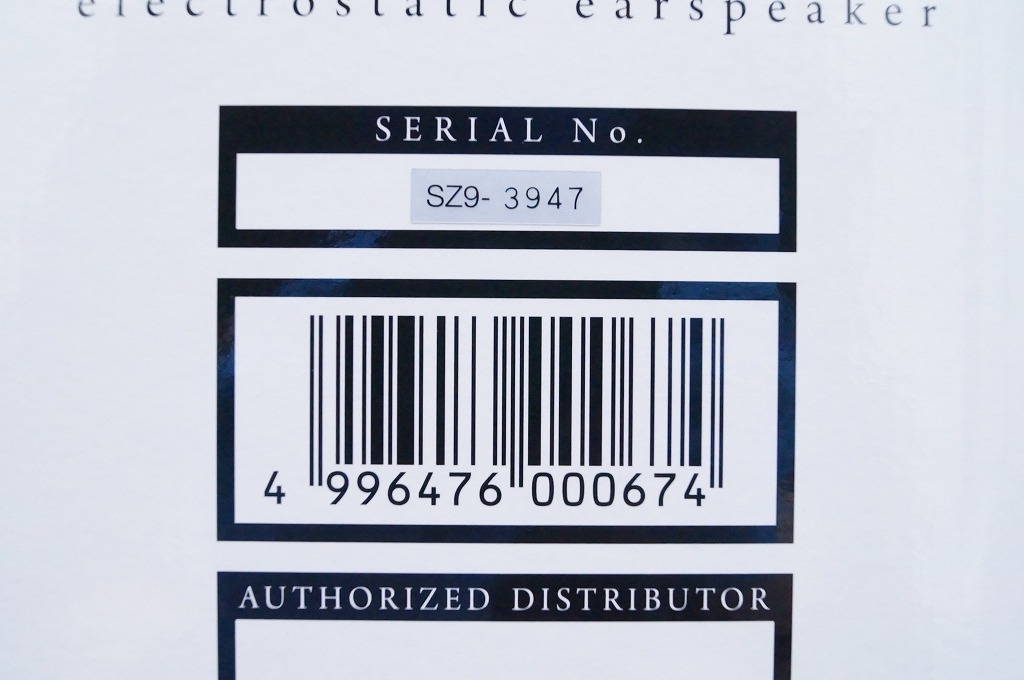 electrostatic earspeaker
SERIAL No.
SZ9- 3947
4 996476 000674
AUTHORIZED DISTRIBUTOR